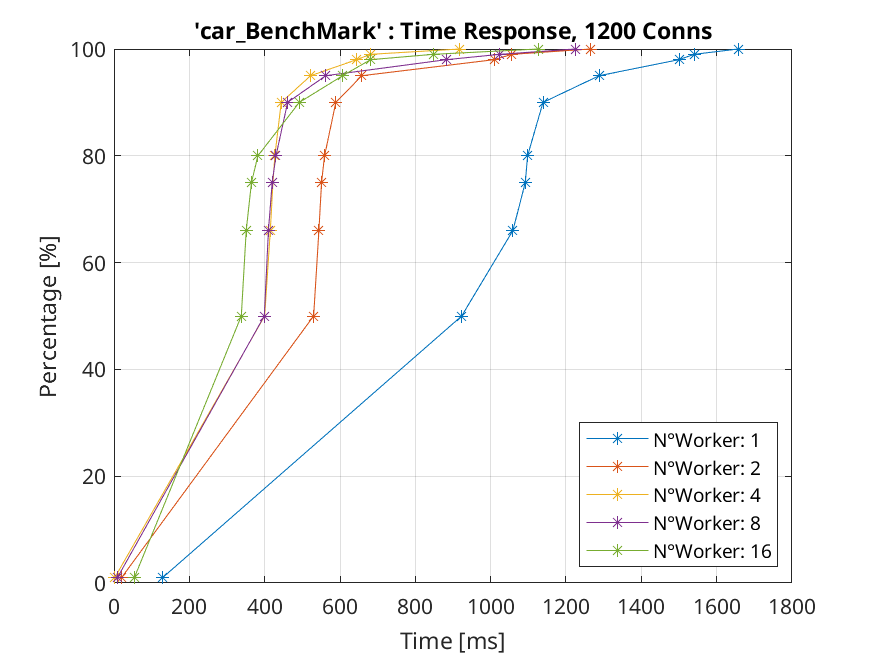 'car_BenchMark' : Time Response, 1200 Conns
100
80
60
40
20
0
Percentage [%]
N°Worker: 1
N°Worker: 2
N°Worker: 4
N°Worker: 8
N°Worker: 16
0 200 400 600 800 1000 1200 1400 1600 1800
Time [ms]